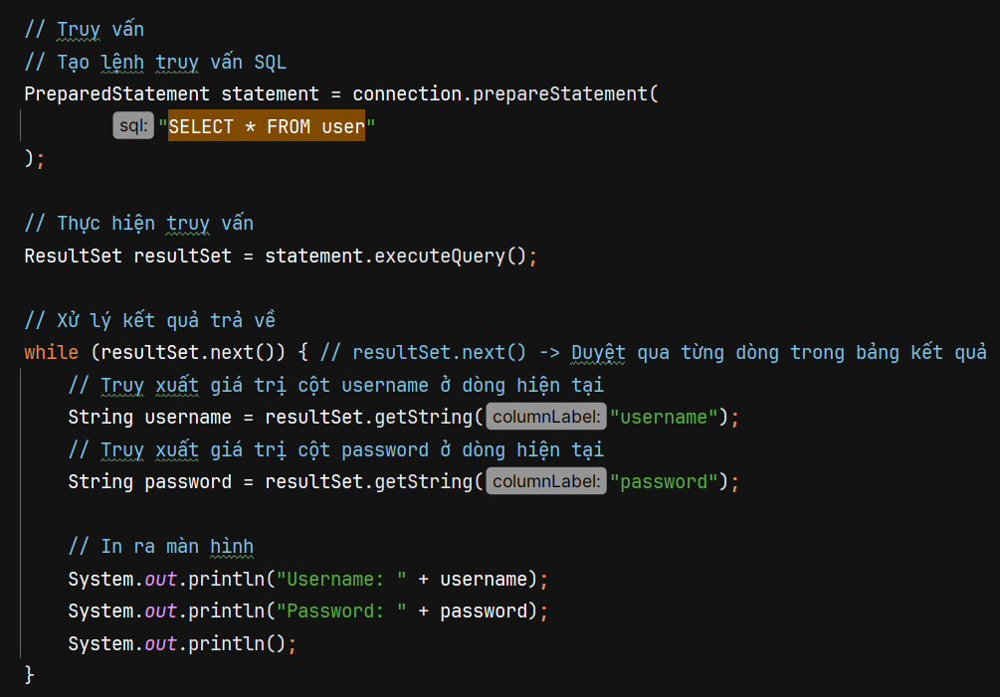 // Truy vấn
// Tạo lệnh truy vấn SQL
PreparedStatement statement = connection.prepareStatement(
sql: "SELECT * FROM user"
);
// Thực hiện truy vấn
ResultSet resultSet = statement.executeQuery();
// Xử lý kết quả trả về
while (resultSet.next()) { // resultSet.next() -> Duyệt qua từng dòng trong bảng kết quả
// Truy xuất giá trị cột username ở dòng hiện tại
String username = resultSet.getString( columnLabel: "username");
// Truy xuất giá trị cột password ở dòng hiện tại
String password = resultSet.getString( columnLabel: "password");
// In ra màn hình
System.out.println("Username: " + username);
System.out.println("Password: " + password);
System.out.println();
}